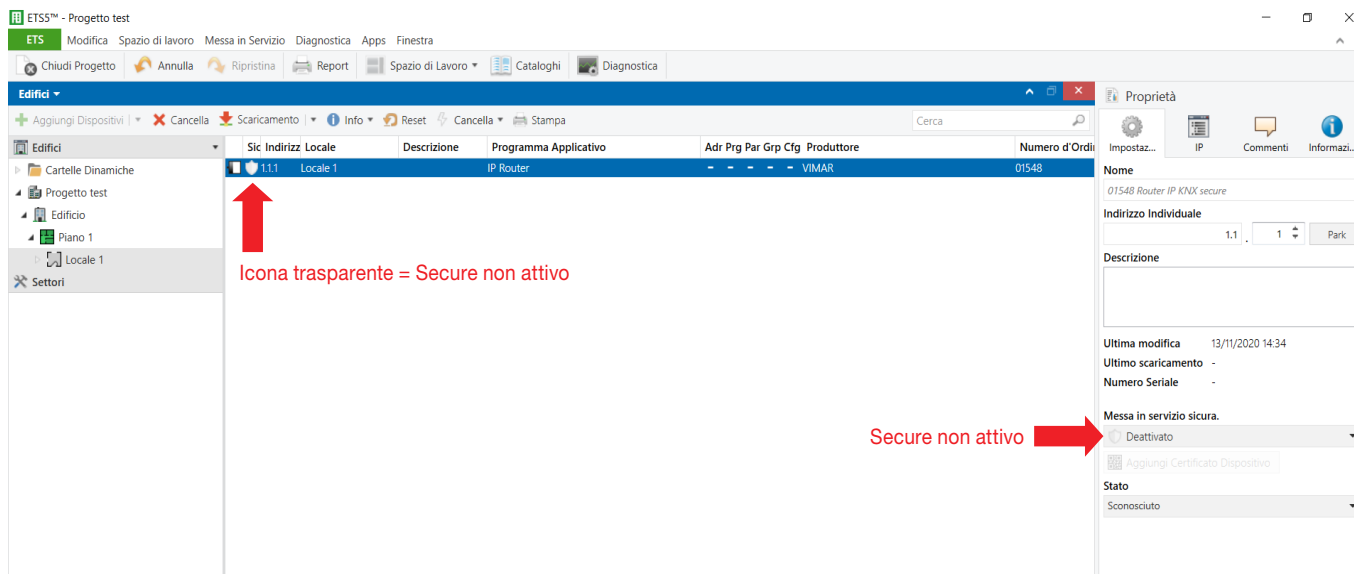 ETS5™ - Progetto test
ETS Modifica Spazio di lavoro Messa in Servizio Diagnostica Apps Finestra
Chiudi Progetto Annulla Ripristina Report Spazio di Lavoro Cataloghi Diagnostica
Edifici
Aggiungi Dispositivi Cancella Scaricamento Info Reset Cancella Stampa Cerca
Edifici
Cartelle Dinamiche
Progetto test
Edificio
Piano 1
Locale 1
Settori
Sic Indirizz Locale Descrizione Programma Applicativo Adr Prg Par Grp Cfg Produttore Numero d'Ordi
1.1.1 Locale 1 IP Router - - - - - VIMAR 01548
Icona trasparente = Secure non attivo
Secure non attivo
Proprietà
Impostaz... IP Commenti Informazi...
Nome
01548 Router IP KNX secure
Indirizzo Individuale
1.1 . 1 Park
Descrizione
Ultima modifica 13/11/2020 14:34
Ultimo scaricamento -
Numero Seriale -
Messa in servizio sicura.
Deattivato
Aggiungi Certificato Dispositivo
Stato
Sconosciuto